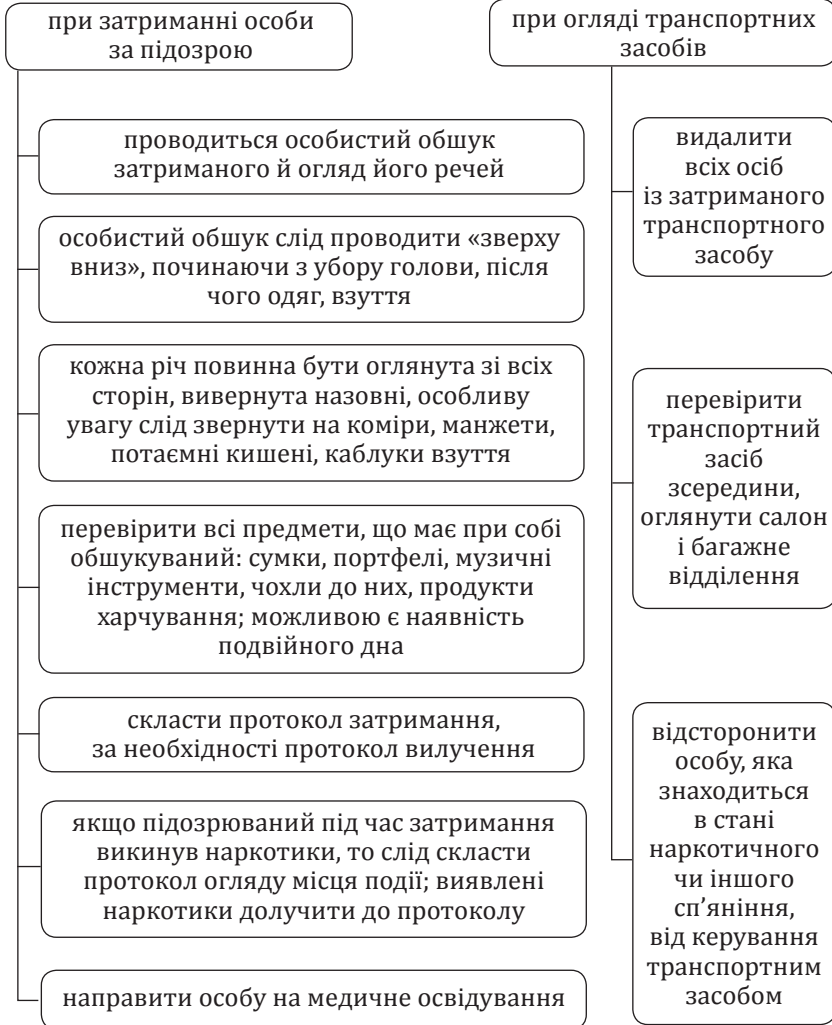 при затриманні особи
за підозрою
проводиться особистий обшук
затриманого й огляд його речей
особистий обшук слід проводити «зверху
вниз», починаючи з убору голови, після
чого одяг, взуття
кожна річ повинна бути оглянута зі всіх
сторін, вивернута назовні, особливу
увагу слід звернути на коміри, манжети,
потаємні кишені, каблуки взуття
перевірити всі предмети, що має при собі
обшукуваний: сумки, портфелі, музичні
інструменти, чохли до них, продукти
харчування; можливою є наявність
подвійного дна
скласти протокол затримання,
за необхідності протокол вилучення
якщо підозрюваний під час затримання
викинув наркотики, то слід скласти
протокол огляду місця події; виявлені
наркотики долучити до протоколу
направити особу на медичне освідування
при огляді транспортних
засобів
видалити
всіх осіб
із затриманого
транспортного
засобу
перевірити
транспортний
засіб
зсередини,
оглянути салон
і багажне
відділення
відсторонити
особу, яка
знаходиться
в стані
наркотичного
чи іншого
сп’яніння,
від керування
транспортним
засобом